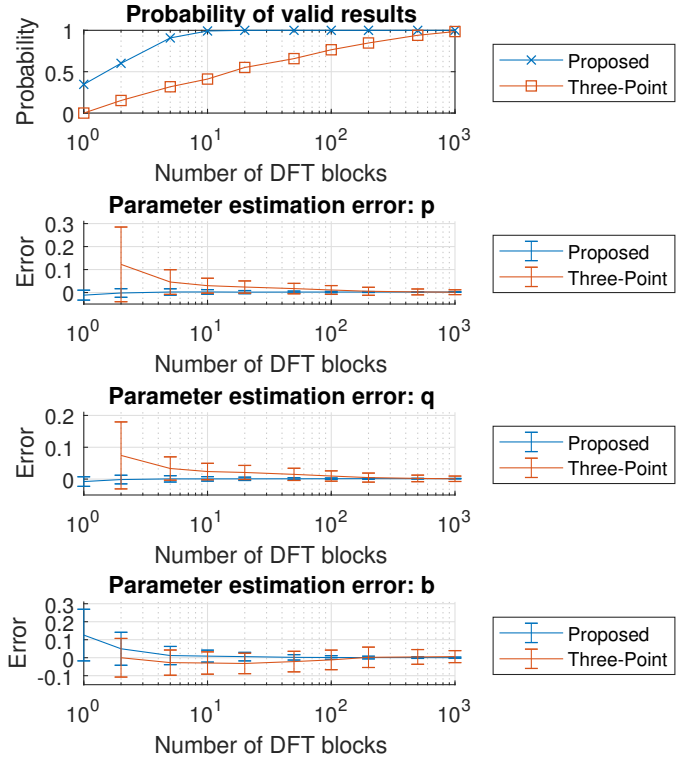 Probability of valid results
Probability
1
0.5
0
10^0 10^1 10^2 10^3
Number of DFT blocks
Proposed
Three-Point
Parameter estimation error: p
Error
0.3
0.2
0.1
0
10^0 10^1 10^2 10^3
Number of DFT blocks
Proposed
Three-Point
Parameter estimation error: q
Error
0.2
0.1
0
10^0 10^1 10^2 10^3
Number of DFT blocks
Proposed
Three-Point
Parameter estimation error: b
Error
0.3
0.2
0.1
0
-0.1
10^0 10^1 10^2 10^3
Number of DFT blocks
Proposed
Three-Point